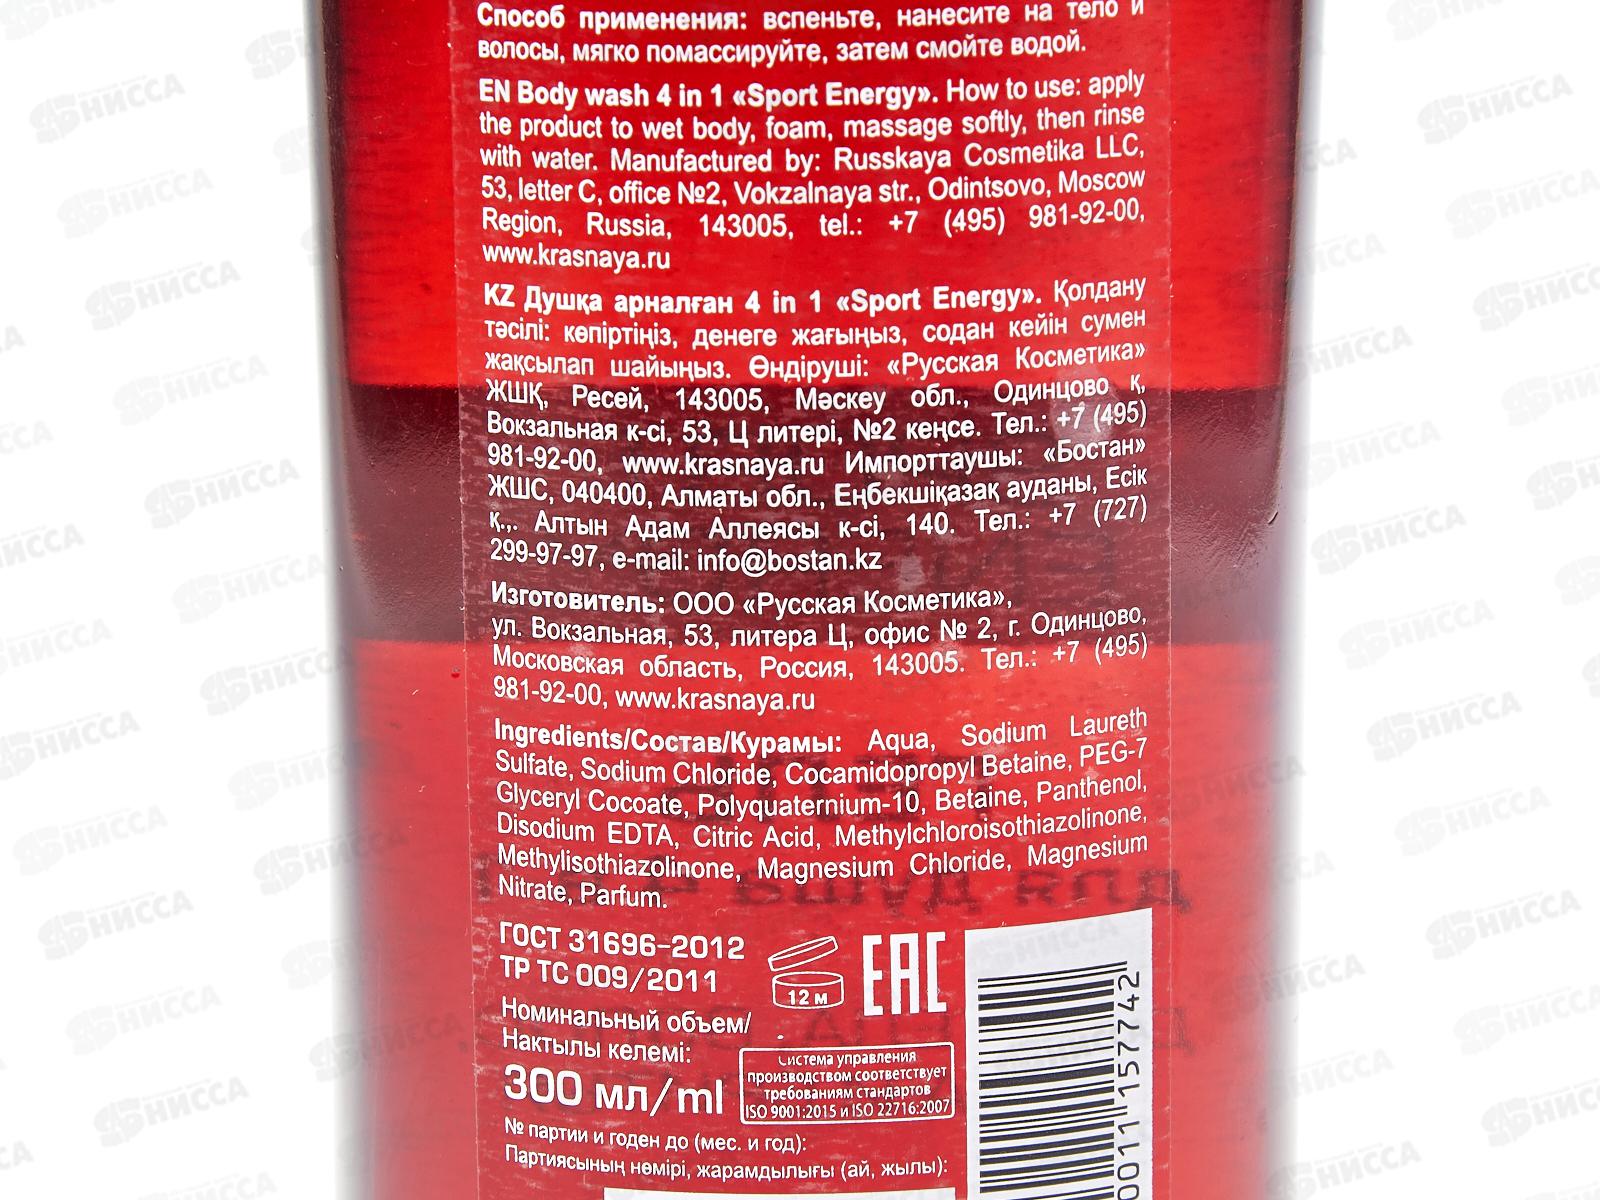 Способ применения: вспеньте, нанесите на тело и
волосы, мягко помассируйте, затем смойте водой.
EN Body wash 4 in 1 «Sport Energy». How to use: apply
the product to wet body, foam, massage softly, then rinse
with water. Manufactured by: Russkaya Cosmetika LLC,
53, letter C, office №2, Vokzalnaya str., Odintsovo, Moscow
Region, Russia, 143005, tel.: +7 (495) 981-92-00,
www.krasnaya.ru
KZ Душқа арналған 4 in 1 «Sport Energy». Қолдану
тәсілі: көпіртіңіз, денеге жағыңыз, содан кейін сумен
жақсылап шайыңыз. Өндіруші: «Русская Косметика»
ЖШҚ, Ресей, 143005, Мәскеу обл., Одинцово қ,
Вокзальная к-сі, 53, Ц литері, №2 кеңсе. Тел.: +7 (495)
981-92-00, www.krasnaya.ru Импорттаушы: «Бостан»
ЖШС, 040400, Алматы обл., Еңбекшіқазақ ауданы, Есік
қ.,. Алтын Адам Аллеясы к-сі, 140. Тел.: +7 (727)
299-97-97, e-mail: info@bostan.kz
Изготовитель: ООО «Русская Косметика»,
ул. Вокзальная, 53, литера Ц, офис № 2, г. Одинцово,
Московская область, Россия, 143005. Тел.: +7 (495)
981-92-00, www.krasnaya.ru
Ingredients/Состав/Курамы: Aqua, Sodium Laureth
Sulfate, Sodium Chloride, Cocamidopropyl Betaine, PEG-7
Glyceryl Cocoate, Polyquaternium-10, Betaine, Panthenol,
Disodium EDTA, Citric Acid, Methylchloroisothiazolinone,
Methylisothiazolinone, Magnesium Chloride, Magnesium
Nitrate, Parfum.
ГОСТ 31696-2012
ТР ТС 009/2011
12 м
EAC
Номинальный объем/
Нактылы келемі:
300 мл/ml
Система управления
производством соответствует
требованиям стандартов
ISO 9001:2015 и ISO 22716:2007
№ партии и годен до (мес. и год):
Партиясының нөмірі, жарамдылығы (ай, жылы):
0011 157742
НИССА